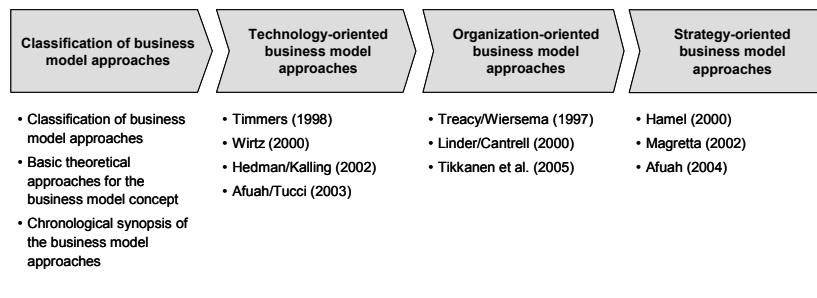 Classification of business
model approaches
Technology-oriented
business model
approaches
Organization-oriented
business model
approaches
Strategy-oriented
business model
approaches
• Classification of business
model approaches
• Basic theoretical
approaches for the
business model concept
• Chronological synopsis of
the business model
approaches
• Timmers (1998)
• Wirtz (2000)
• Hedman/Kalling (2002)
• Afuah/Tucci (2003)
• Treacy/Wiersema (1997)
• Linder/Cantrell (2000)
• Tikkanen et al. (2005)
• Hamel (2000)
• Magretta (2002)
• Afuah (2004)